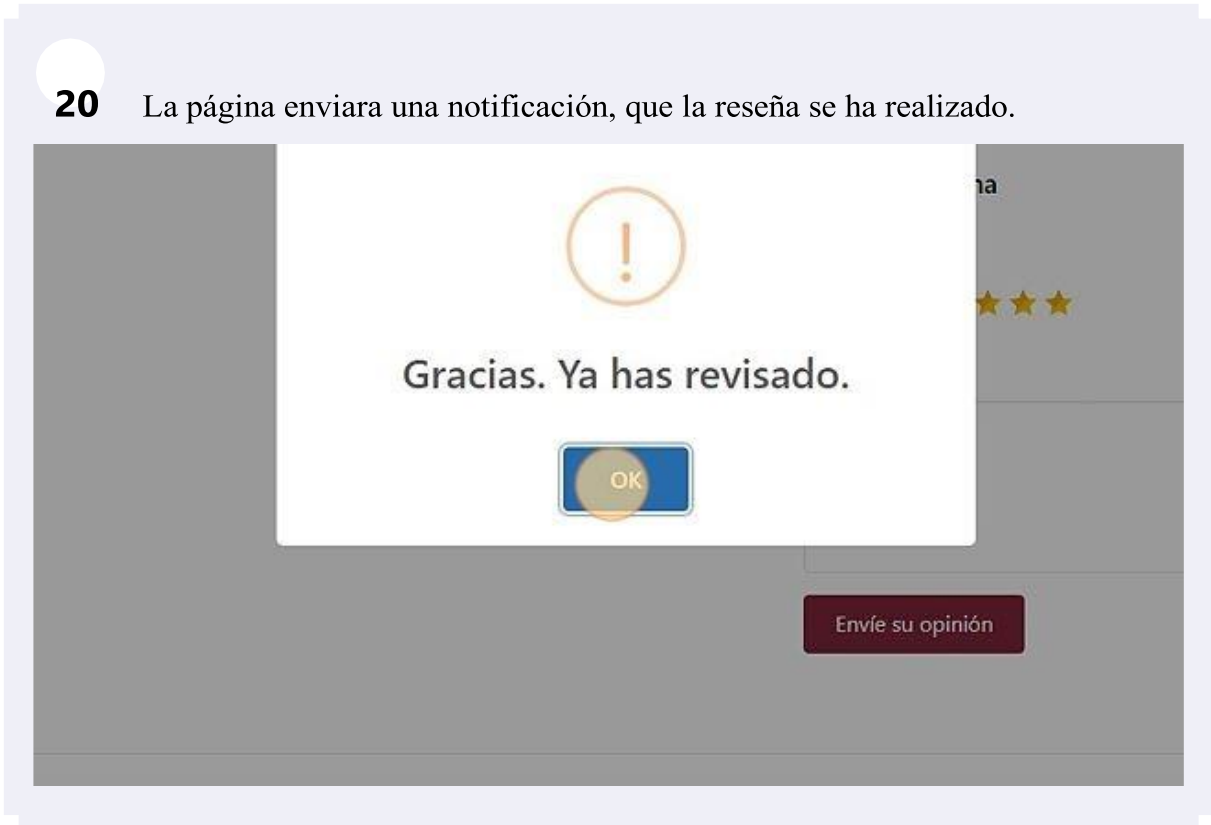 20 La página enviara una notificación, que la reseña se ha realizado.
na
Gracias. Ya has revisado.
OK
Envíe su opinión